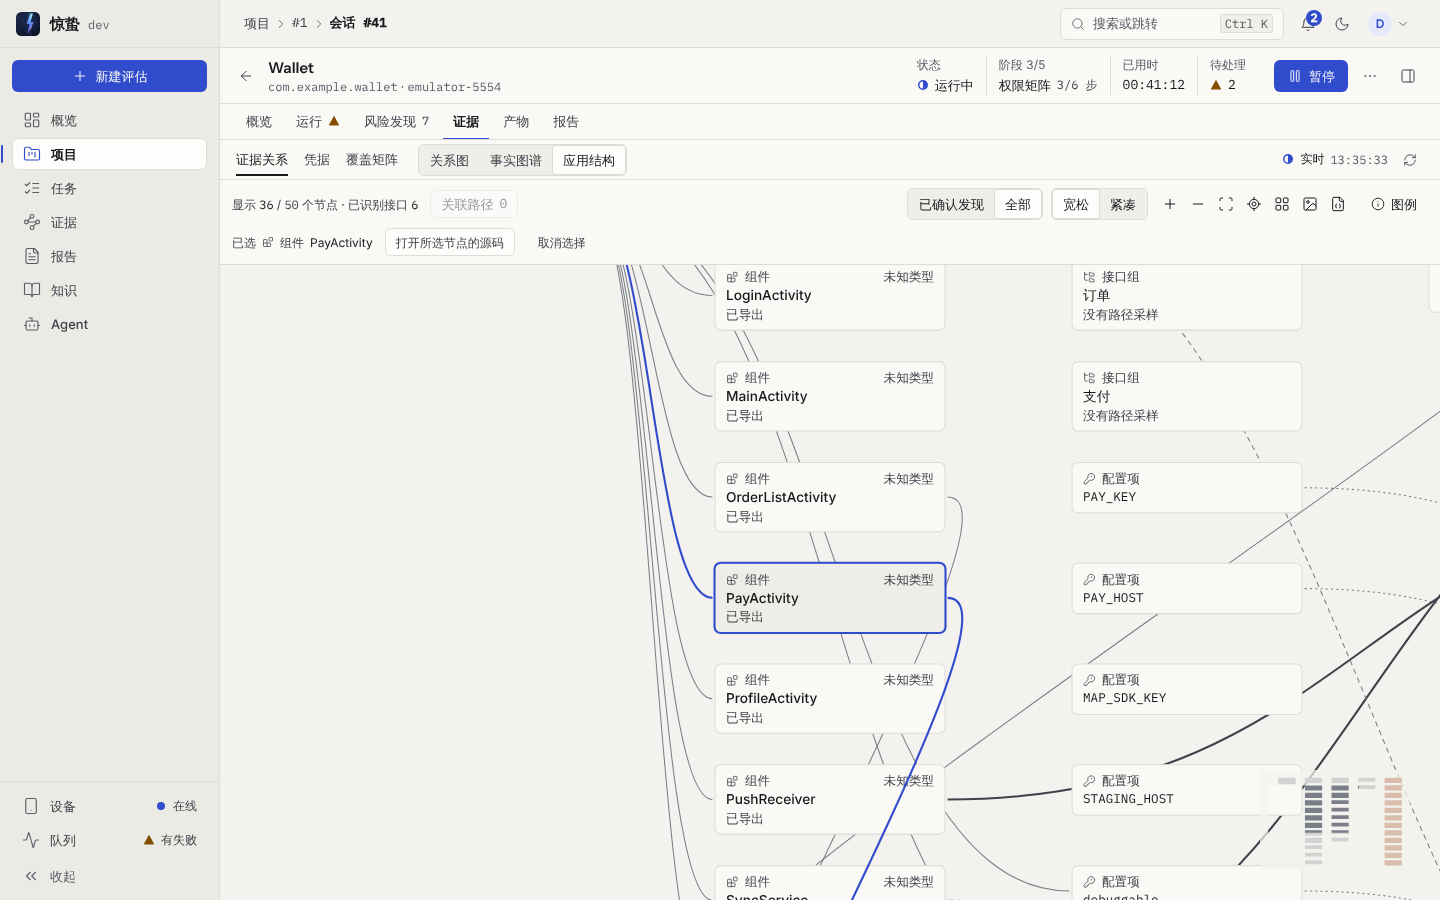 惊蛰 dev
项目 #1 会话 #41
搜索或跳转 Ctrl K
2
D
新建评估
概览
项目
任务
证据
报告
知识
Agent
设备 在线
队列 有失败
收起
Wallet
com.example.wallet · emulator-5554
状态
运行中
阶段 3/5
权限矩阵 3/6 步
已用时
00:41:12
待处理
2
暂停
概览 运行 风险发现 7 证据 产物 报告
证据关系 凭据 覆盖矩阵 关系图 事实图谱 应用结构
实时 13:35:33
显示 36 / 50 个节点 · 已识别接口 6 关联路径 0
已确认发现 全部 宽松 紧凑 图例
已选 组件 PayActivity 打开所选节点的源码 取消选择
组件 未知类型
LoginActivity
已导出
组件 未知类型
MainActivity
已导出
组件 未知类型
OrderListActivity
已导出
组件 未知类型
PayActivity
已导出
组件 未知类型
ProfileActivity
已导出
组件 未知类型
PushReceiver
已导出
组件 未知类型
SyncService
接口组
订单
没有路径采样
接口组
支付
没有路径采样
配置项
PAY_KEY
配置项
PAY_HOST
配置项
MAP_SDK_KEY
配置项
STAGING_HOST
配置项
debuggable